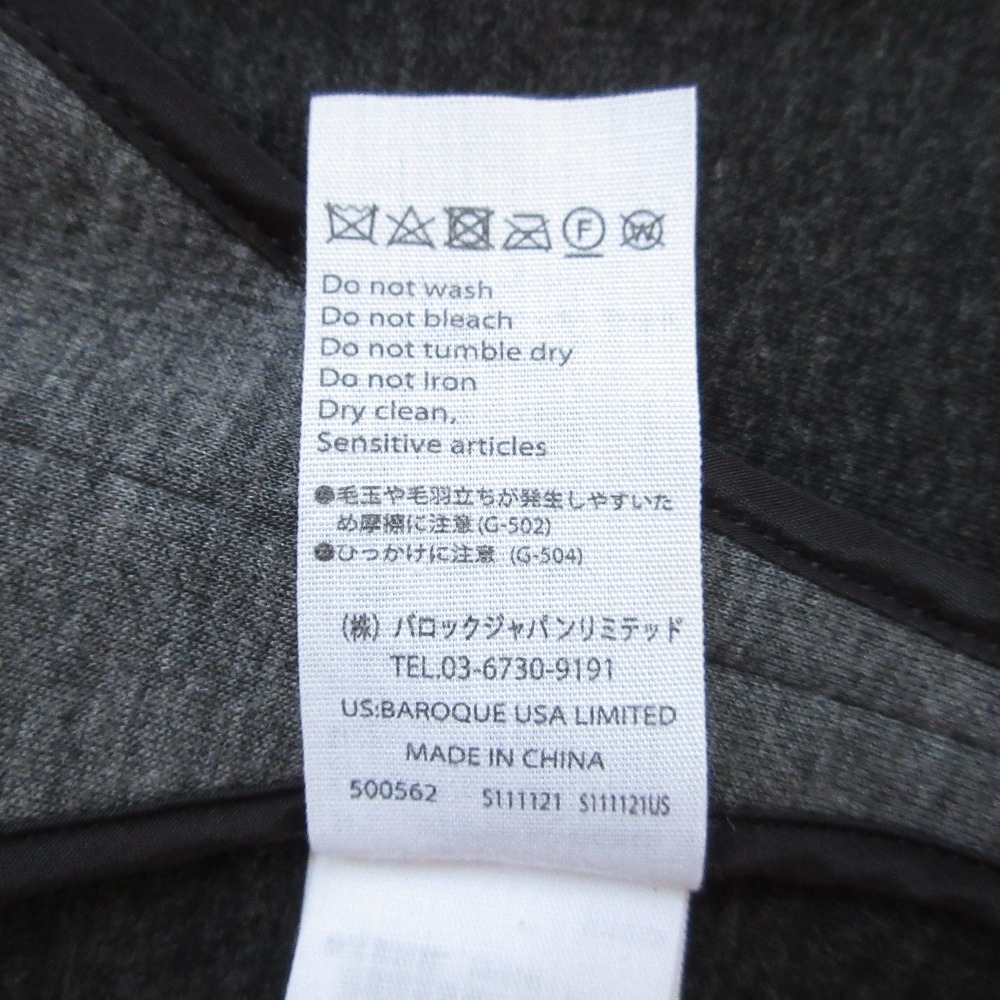 F W
Do not wash
Do not bleach
Do not tumble dry
Do not iron
Dry clean,
Sensitive articles
●毛玉や毛羽立ちが発生しやすいた
め摩擦に注意(G-502)
●ひっかけに注意 (G-504)
(株) バロックジャパンリミテッド
TEL.03-6730-9191
US:BAROQUE USA LIMITED
MADE IN CHINA
500562 S111121 S111121US